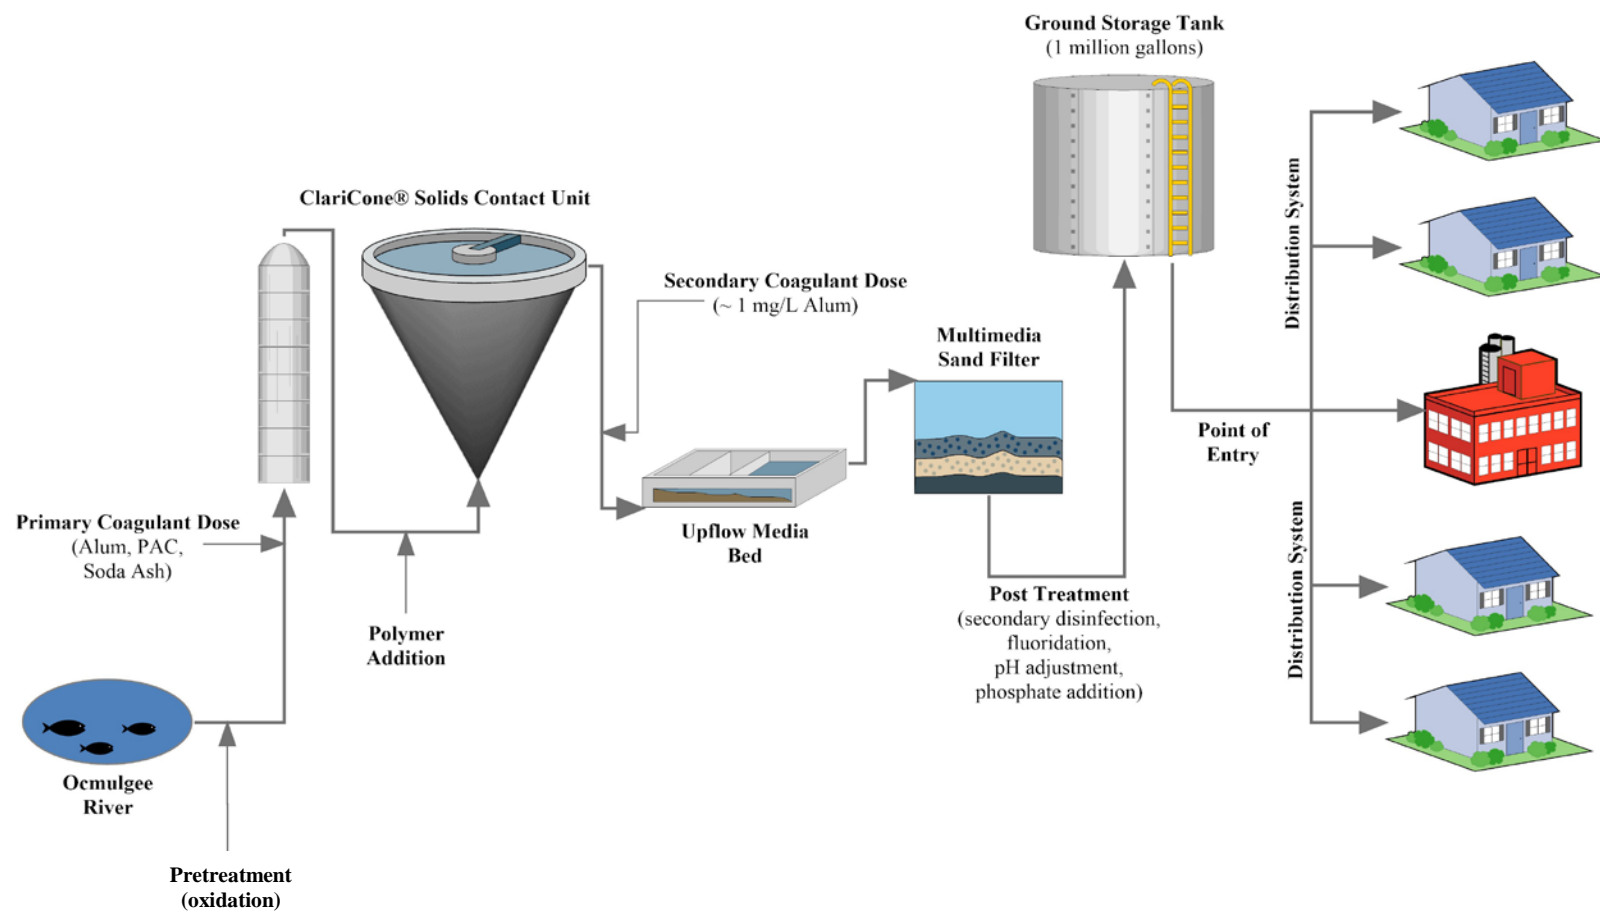 Ground Storage Tank
(1 million gallons)
ClariCone® Solids Contact Unit
Secondary Coagulant Dose
(~ 1 mg/L Alum)
Multimedia
Sand Filter
Distribution System
Point of
Entry
Primary Coagulant Dose
(Alum, PAC,
Soda Ash)
Upflow Media
Bed
Polymer
Addition
Post Treatment
(secondary disinfection,
fluoridation,
pH adjustment,
phosphate addition)
Distribution System
Ocmulgee
River
Pretreatment
(oxidation)